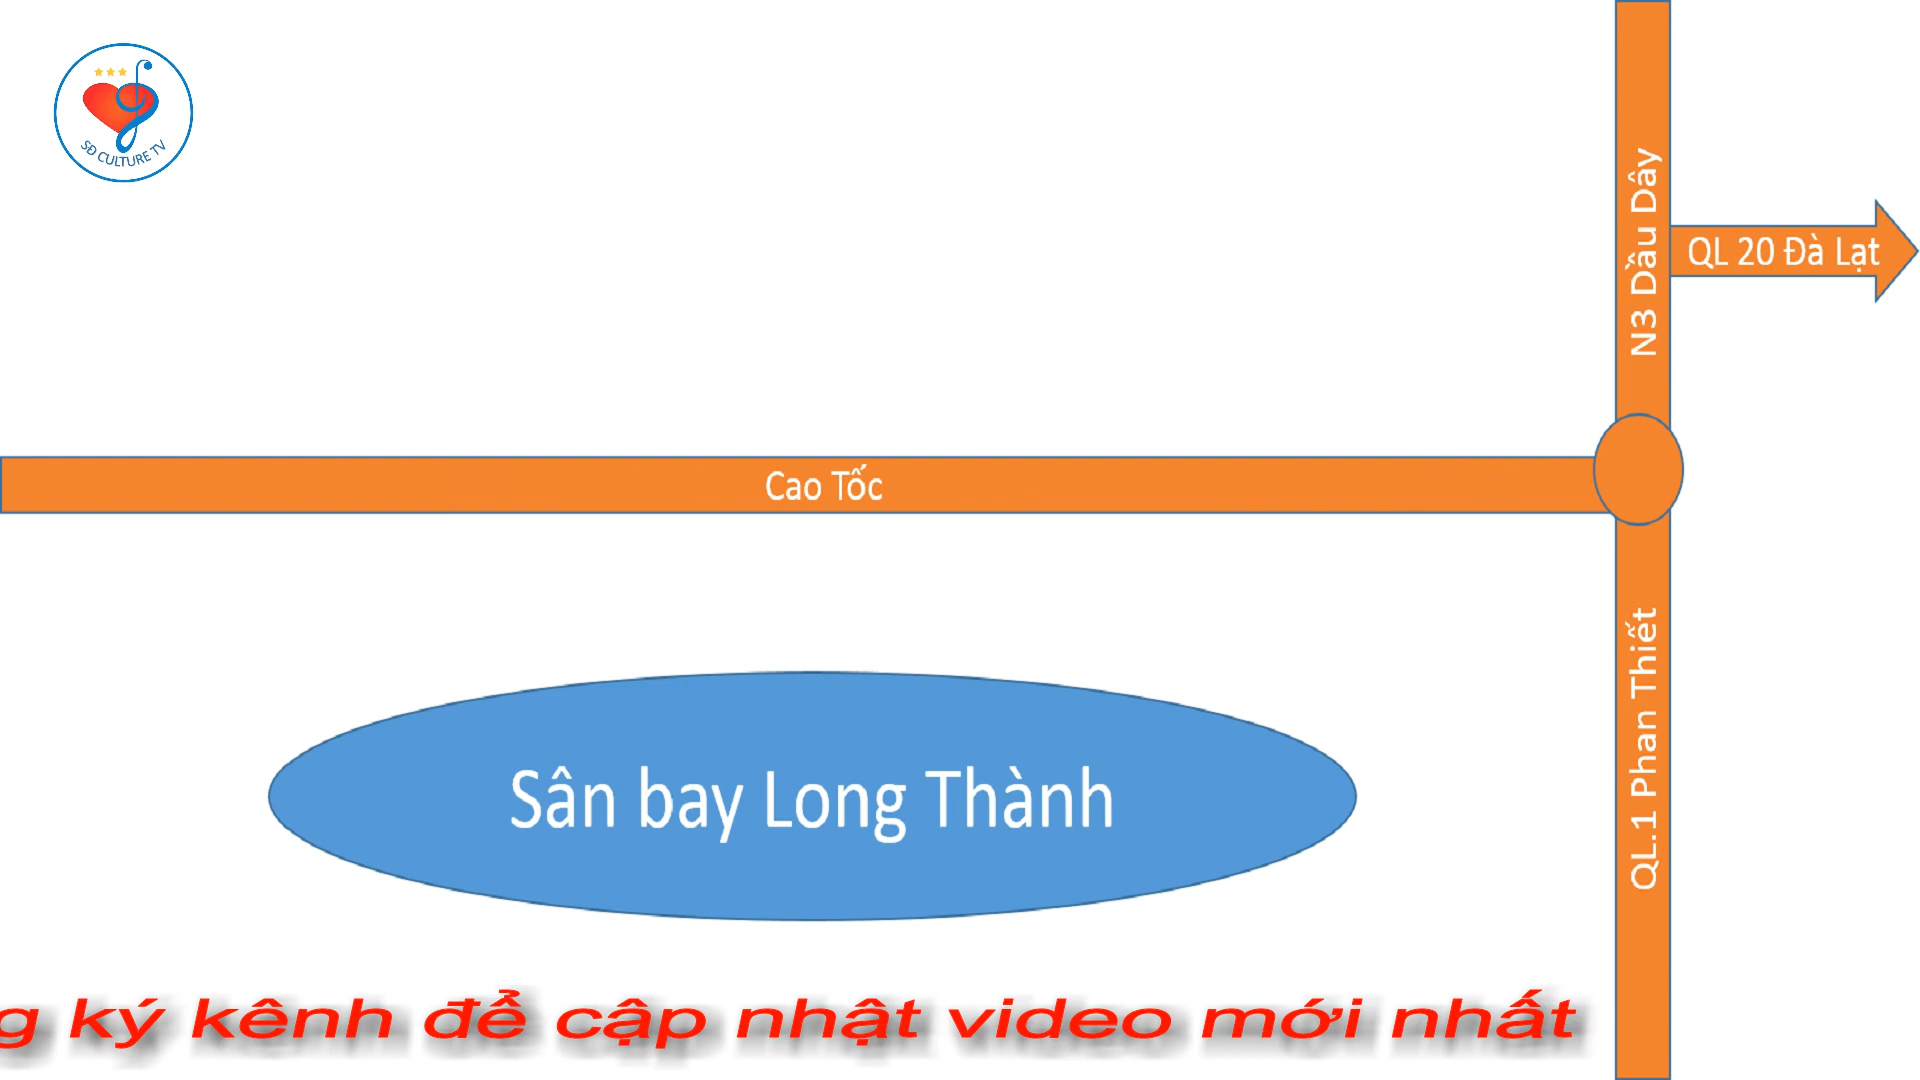 SĐ CULTURE TV
N3 Dầu Dây
QL 20 Đà Lạt
Cao Tốc
QL.1 Phan Thiết
Sân bay Long Thành
ký kênh để cập nhật video mới nhất